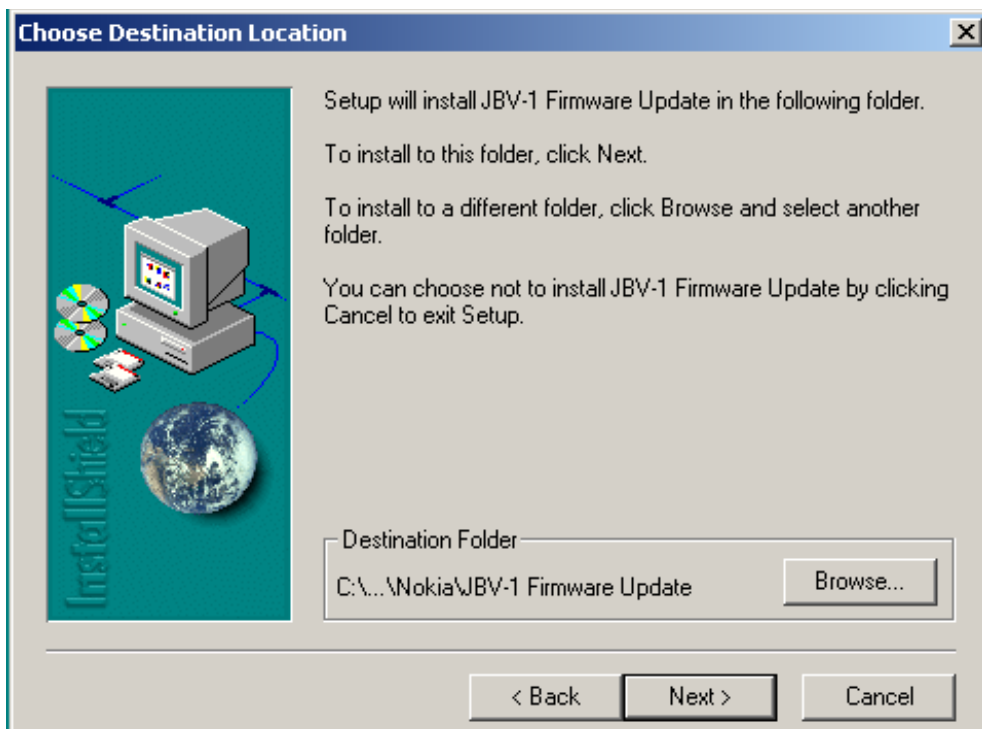 Choose Destination Location
Setup will install JBV-1 Firmware Update in the following folder.
To install to this folder, click Next.
To install to a different folder, click Browse and select another
folder.
You can choose not to install JBV-1 Firmware Update by clicking
Cancel to exit Setup.
InstallShield
Destination Folder
C:\...\Nokia\JBV-1 Firmware Update
Browse...
< Back
Next >
Cancel